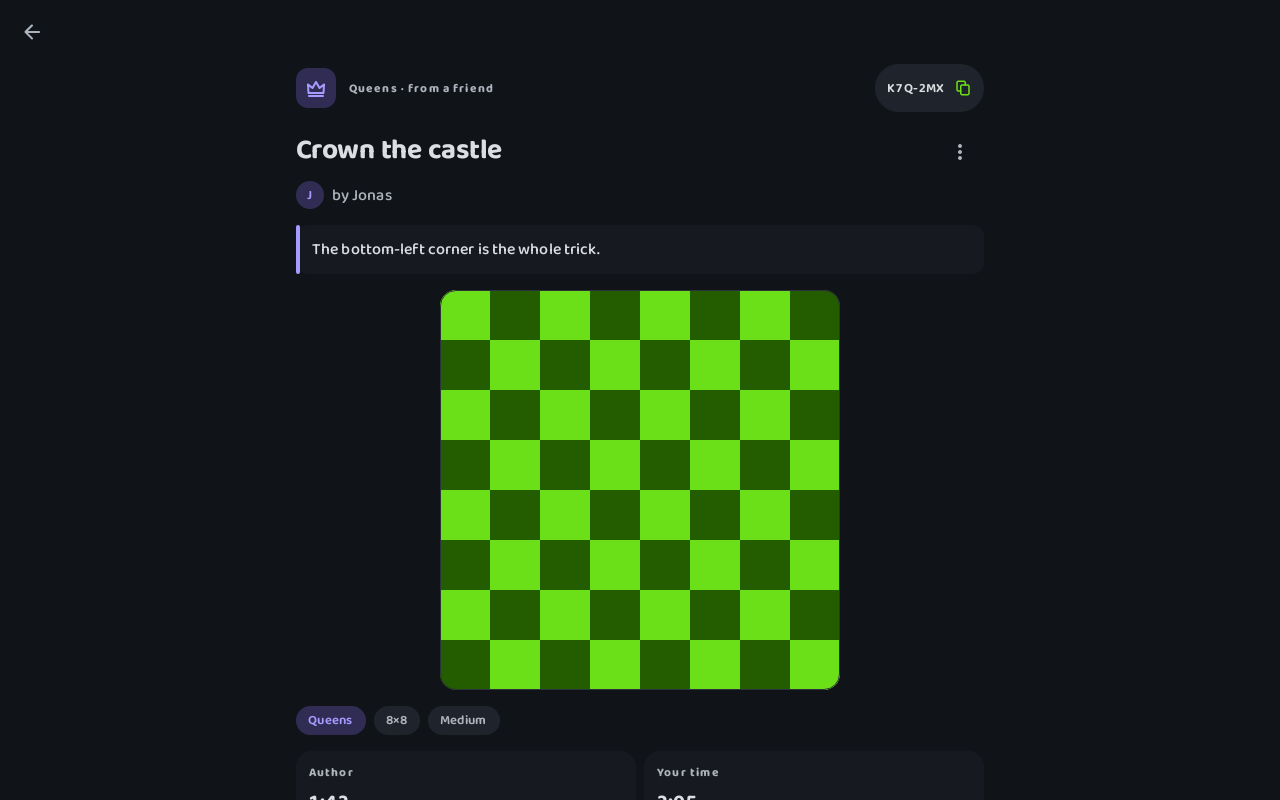 Queens · from a friend
K7Q-2MX
Crown the castle
J
by Jonas
The bottom-left corner is the whole trick.
Queens
8×8
Medium
Author
Your time